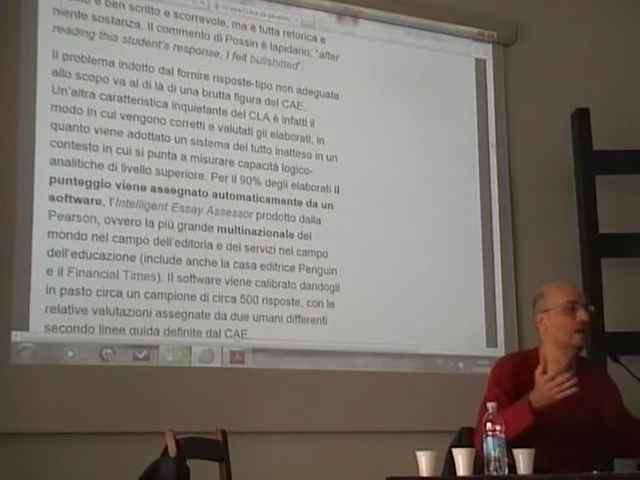 e ben scritto e scorrevole, ma è tutta retorica e
niente sostanza. Il commento di Possin è lapidario: "after
reading this student's response, I felt bullshitted".
Il problema indotto dal fornire risposte-tipo non adeguate
allo scopo va al di là di una brutta figura del CAE.
Un'altra caratteristica inquietante del CLA è infatti il
modo in cui vengono corretti e valutati gli elaborati, in
quanto viene adottato un sistema del tutto inatteso in un
contesto in cui si punta a misurare capacità logico-
analitiche di livello superiore. Per il 90% degli elaborati il
punteggio viene assegnato automaticamente da un
software, l'Intelligent Essay Assessor prodotto dalla
Pearson, ovvero la più grande multinazionale del
mondo nel campo dell'editoria e dei servizi nel campo
dell'educazione (include anche la casa editrice Penguin
e il Financial Times). Il software viene calibrato dandogli
in pasto circa un campione di circa 500 risposte, con le
relative valutazioni assegnate da due umani differenti
secondo linee guida definite dal CAE.